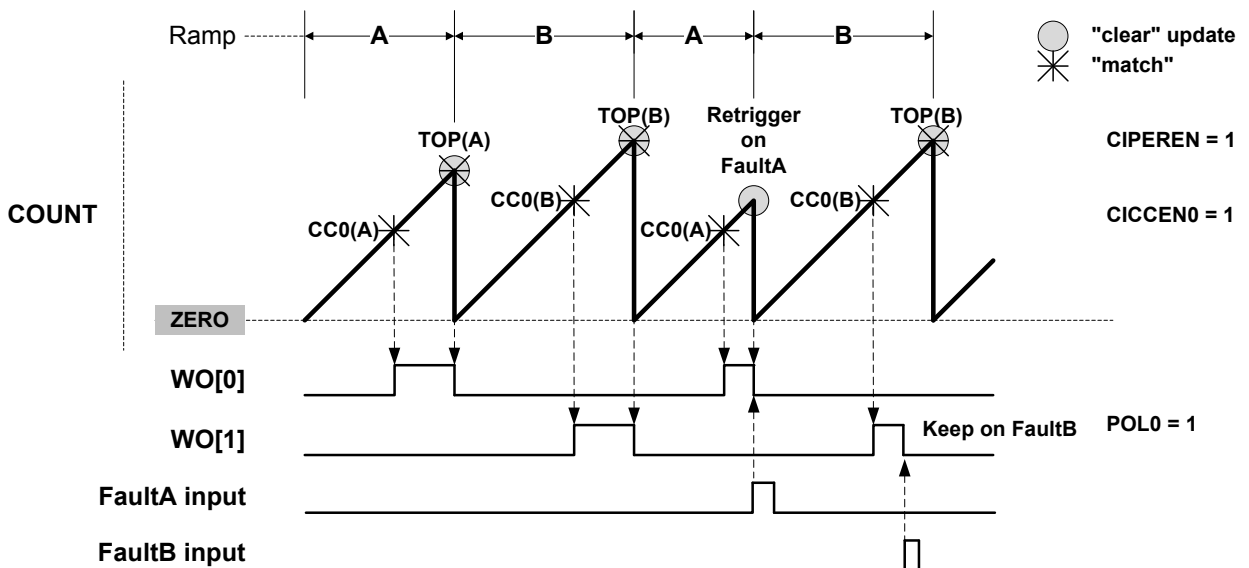 Ramp
A
B
A
B
"clear" update
"match"
TOP(A)
TOP(B)
Retrigger
on
FaultA
TOP(B)
CIPEREN = 1
COUNT
CC0(A)
CC0(B)
CC0(A)
CC0(B)
CICCEN0 = 1
ZERO
WO[0]
WO[1]
Keep on FaultB
POL0 = 1
FaultA input
FaultB input